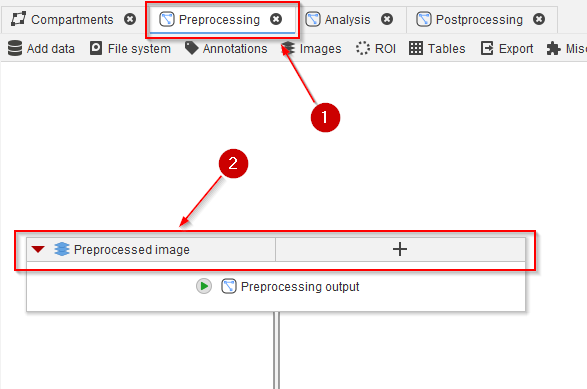 Compartments Preprocessing Analysis Postprocessing
Add data File system Annotations Images ROI Tables Export Misc
1
2
Preprocessed image
Preprocessing output